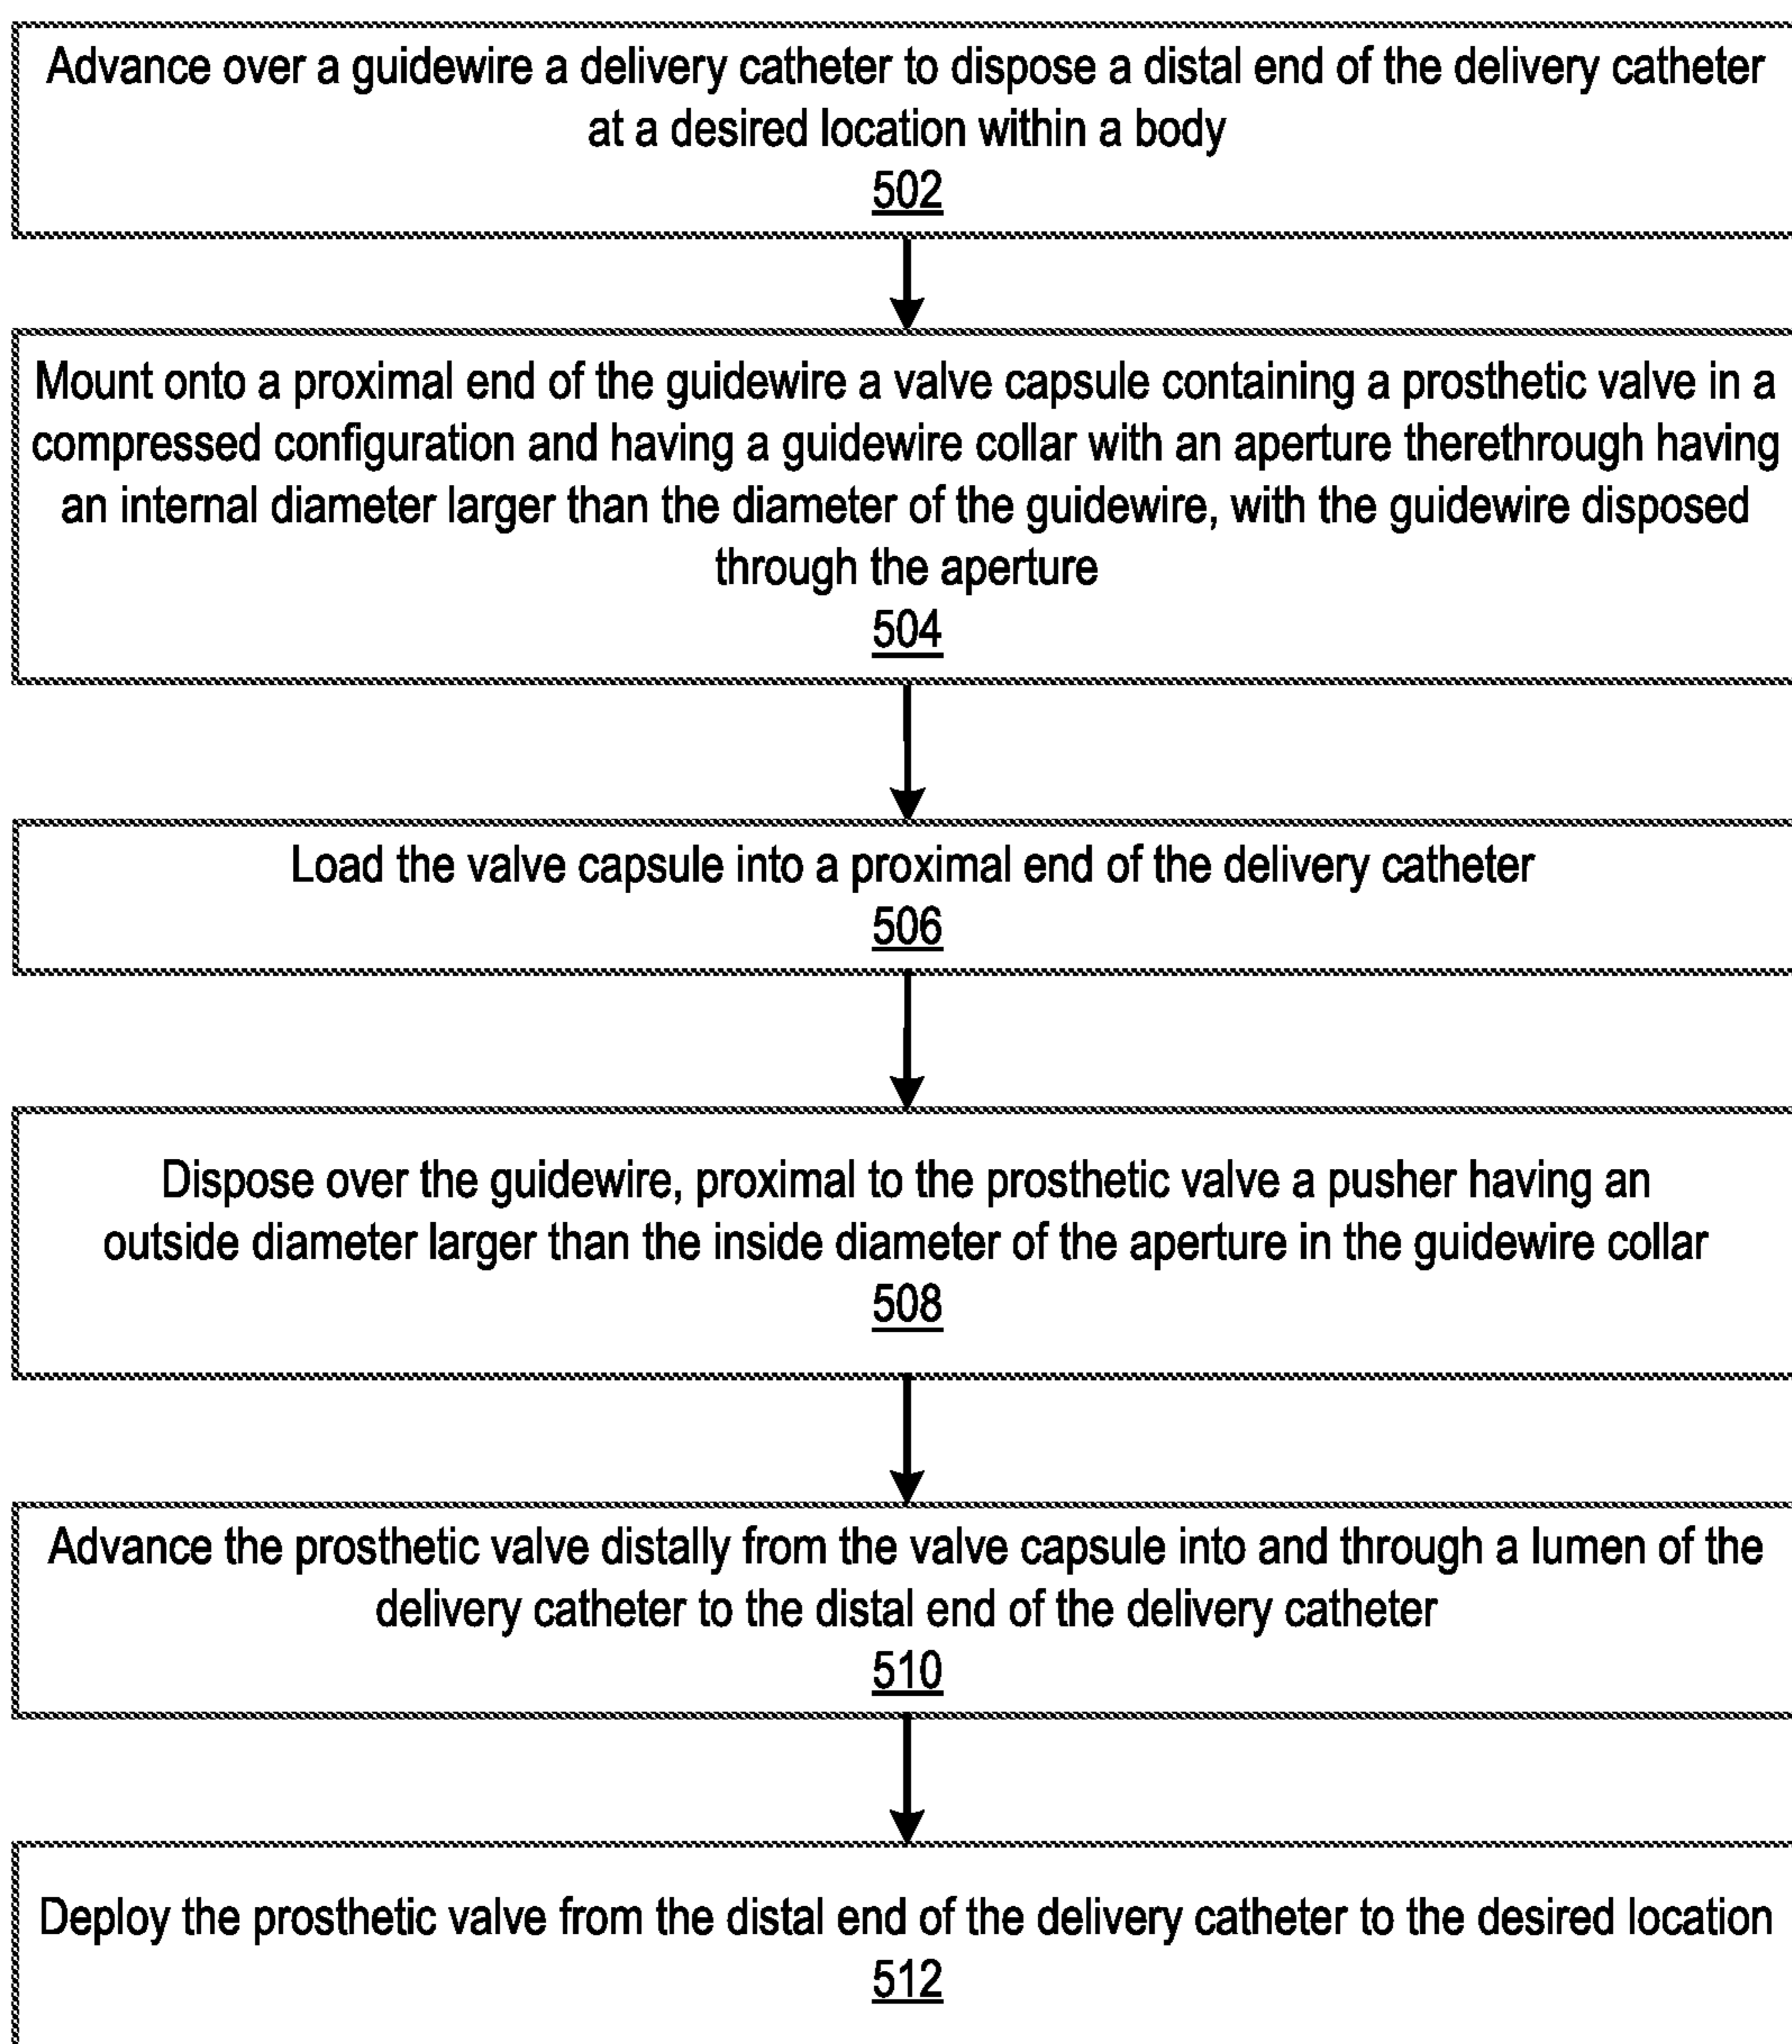 Advance over a guidewire a delivery catheter to dispose a distal end of the delivery catheter
at a desired location within a body
502
Mount onto a proximal end of the guidewire a valve capsule containing a prosthetic valve in a
compressed configuration and having a guidewire collar with an aperture therethrough having
an internal diameter larger than the diameter of the guidewire, with the guidewire disposed
through the aperture
504
Load the valve capsule into a proximal end of the delivery catheter
506
Dispose over the guidewire, proximal to the prosthetic valve a pusher having an
outside diameter larger than the inside diameter of the aperture in the guidewire collar
508
Advance the prosthetic valve distally from the valve capsule into and through a lumen of the
delivery catheter to the distal end of the delivery catheter
510
Deploy the prosthetic valve from the distal end of the delivery catheter to the desired location
512